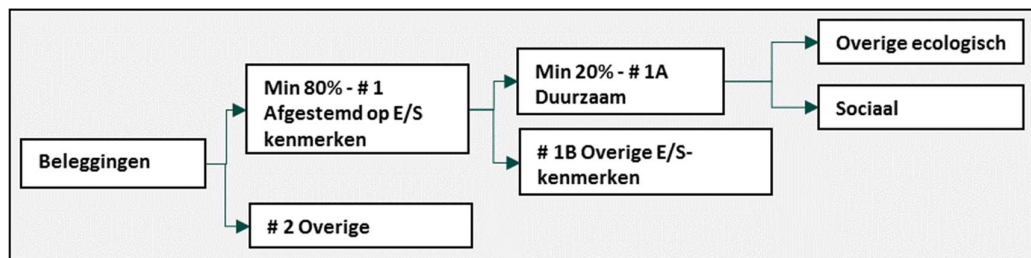 Beleggingen
Min 80% - # 1
Afgestemd op E/S
kenmerken
# 2 Overige
Min 20% - # 1A
Duurzaam
# 1B Overige E/S-
kenmerken
Overige ecologisch
Sociaal